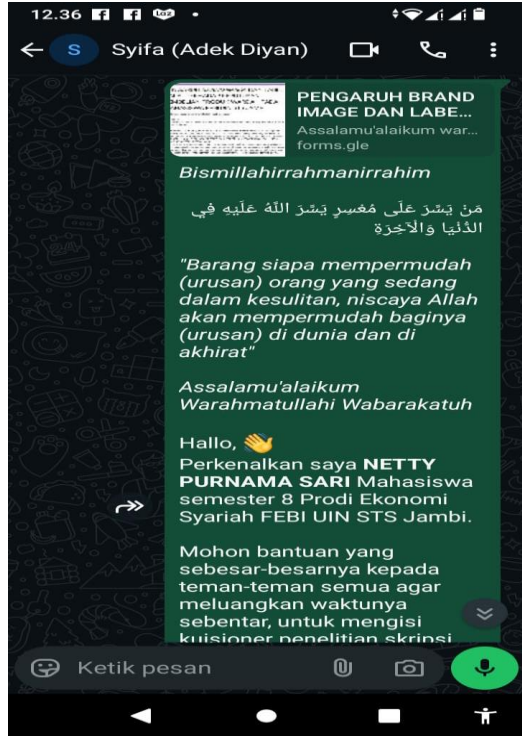 12.36
S Syifa (Adek Diyan)
PENGARUH BRAND
IMAGE DAN LABE...
Assalamu'alaikum war...
forms.gle
Bismillahirrahmanirrahim
مَنْ يَسَّرَ عَلَى مُعْسِرٍ يَسَّرَ اللّهُ عَلَيْهِ فِي
الدُّنْيَا وَالْآخِرَةِ
"Barang siapa mempermudah
(urusan) orang yang sedang
dalam kesulitan, niscaya Allah
akan mempermudah baginya
(urusan) di dunia dan di
akhirat"
Assalamu'alaikum
Warahmatullahi Wabarakatuh
Hallo, 👋
Perkenalkan saya NETTY
PURNAMA SARI Mahasiswa
semester 8 Prodi Ekonomi
Syariah FEBI UIN STS Jambi.
Mohon bantuan yang
sebesar-besarnya kepada
teman-teman semua agar
meluangkan waktunya
sebentar, untuk mengisi
kuisioner penelitian skripsi
Ketik pesan